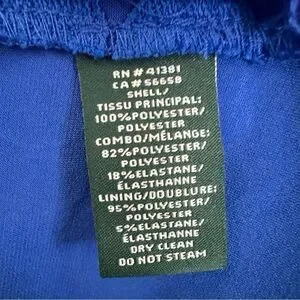 RN # 41381
CA # 56658
SHELL/
TISSU PRINCIPAL:
100%POLYESTER/
POLYESTER
COMBO/MÉLANGE:
82%POLYESTER/
POLYESTER
18%ELASTANE/
ÉLASTHANNE
LINING/DOUBLURE:
95%POLYESTER/
POLYESTER
5%ELASTANE/
ÉLASTHANNE
DRY CLEAN
DO NOT STEAM